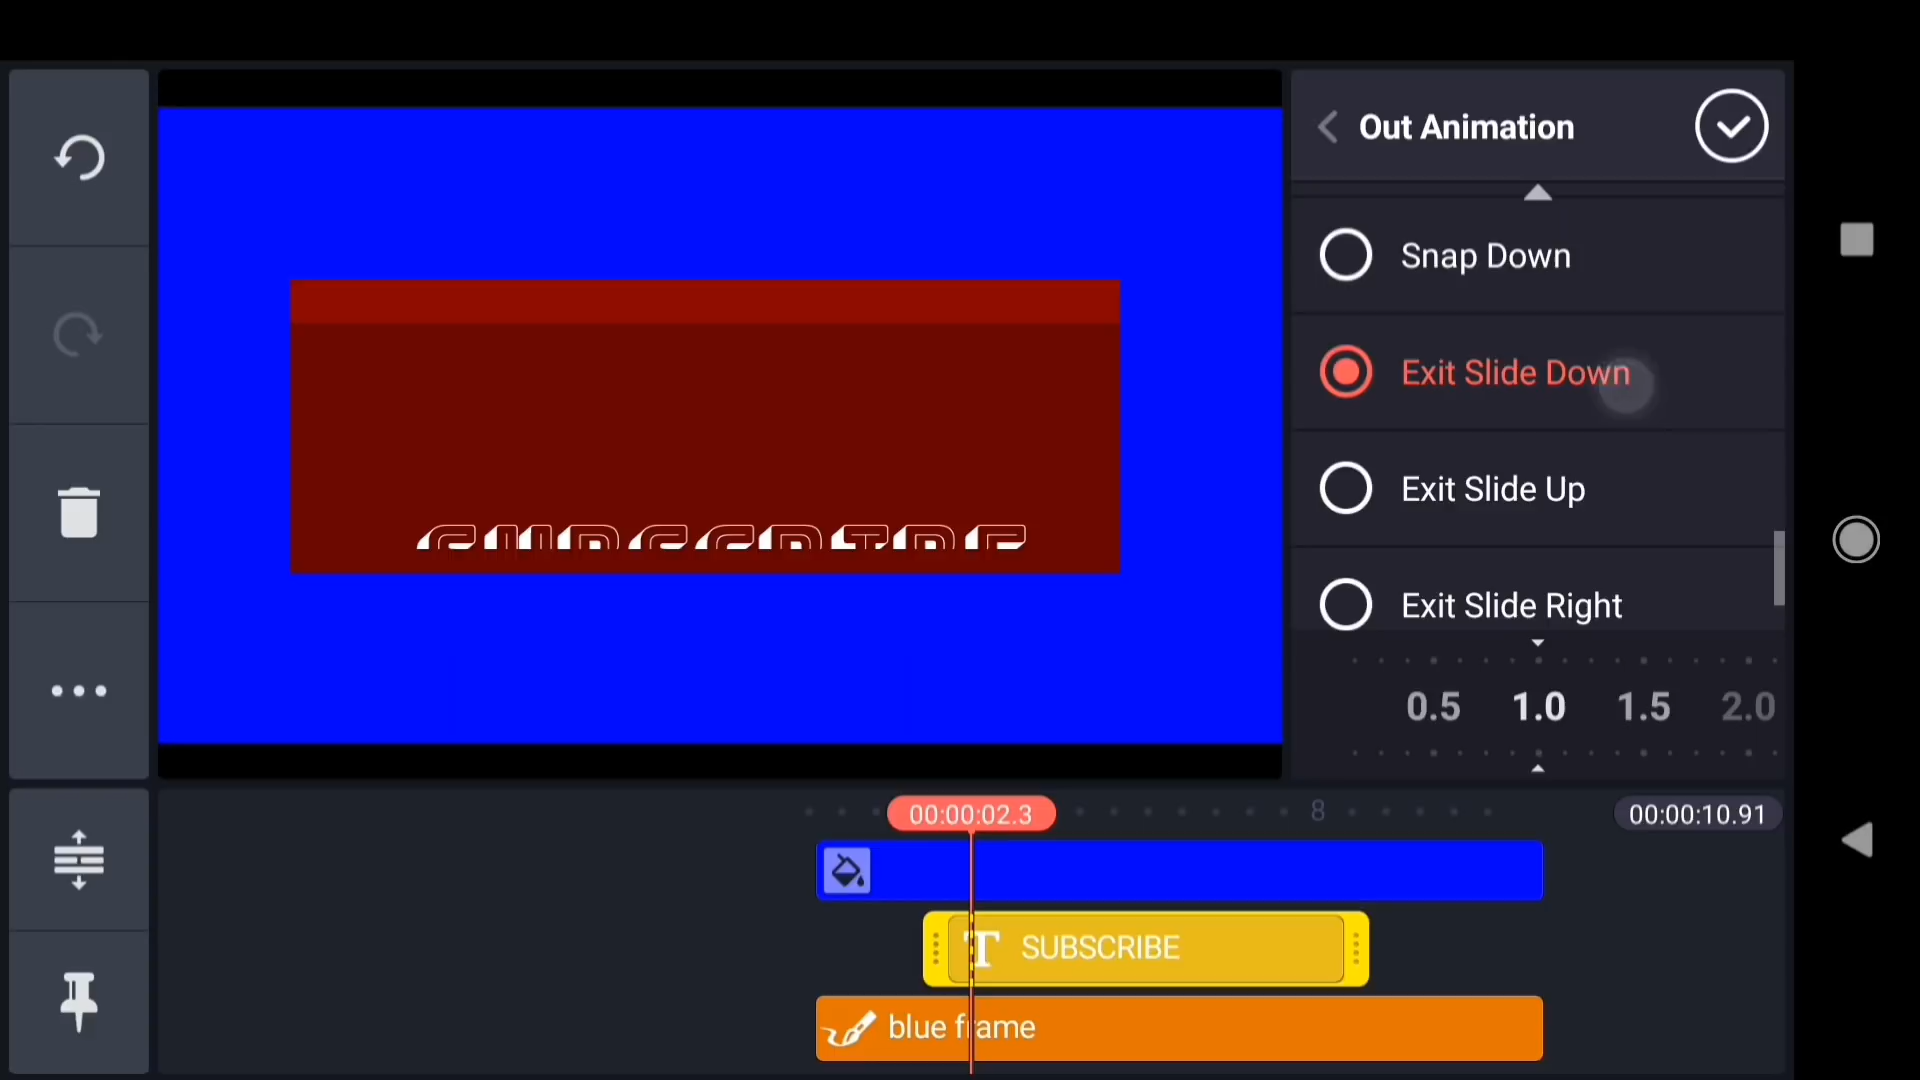 Out Animation
Snap Down
Exit Slide Down
Exit Slide Up
Exit Slide Right
0.5 1.0 1.5 2.0
00:00:02.3
8
00:00:10.91
T SUBSCRIBE
blue frame